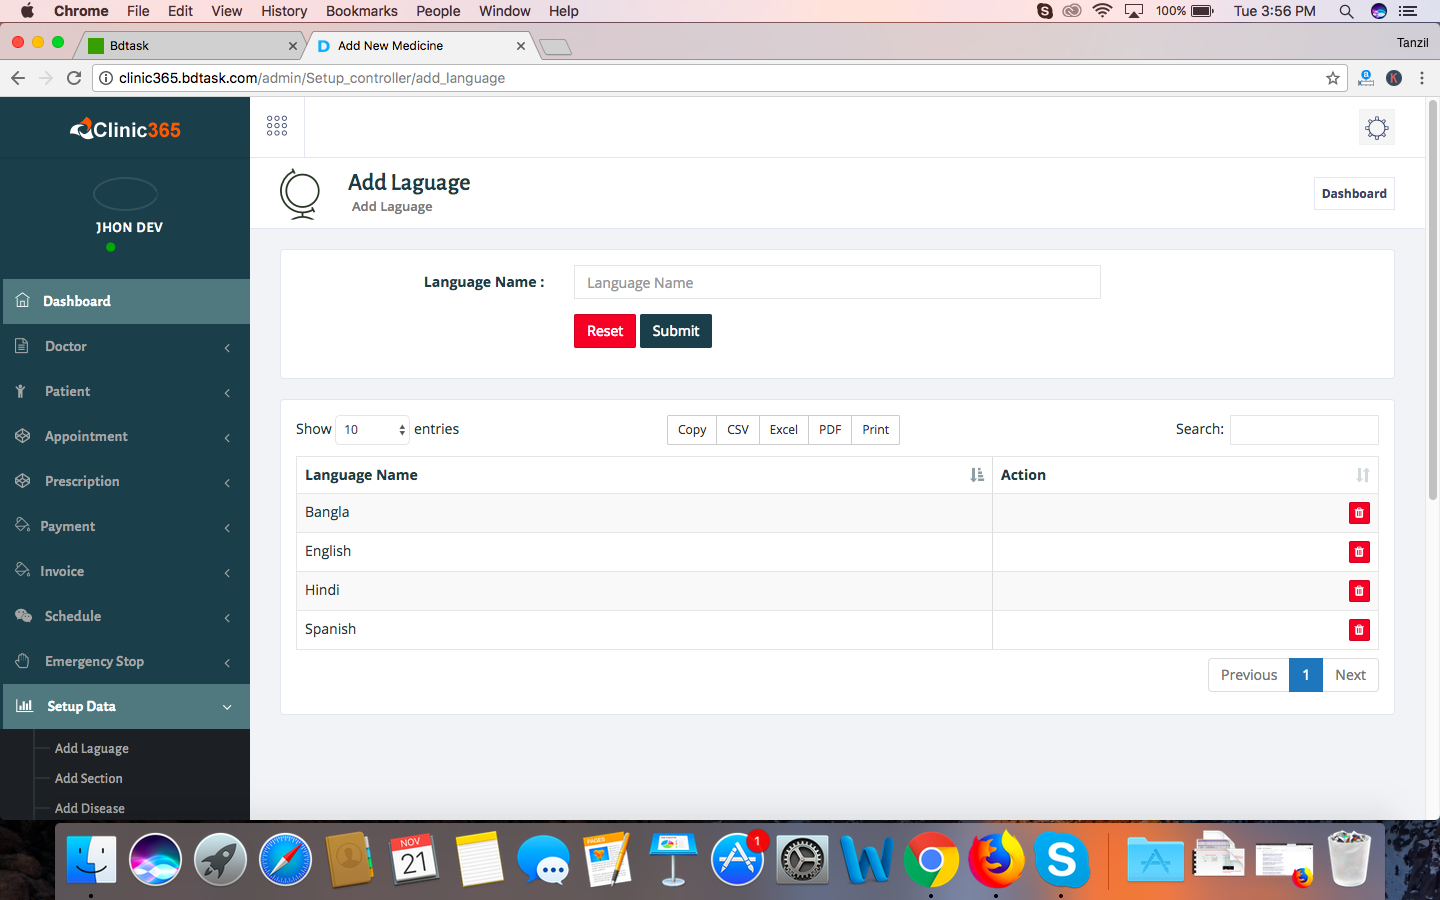 Chrome File Edit View History Bookmarks People Window Help 100% Tue 3:56 PM
Bdtask Add New Medicine Tanzil
clinic365.bdtask.com/admin/Setup_controller/add_language
Clinic365
JHON DEV
Dashboard
Doctor
Patient
Appointment
Prescription
Payment
Invoice
Schedule
Emergency Stop
Setup Data
Add Laguage
Add Section
Add Disease
Add Laguage
Add Laguage
Dashboard
Language Name :
Language Name
Reset Submit
Show 10 entries
Copy CSV Excel PDF Print
Search:
Language Name Action
Bangla
English
Hindi
Spanish
Previous 1 Next
NOV
21
PAGES
1